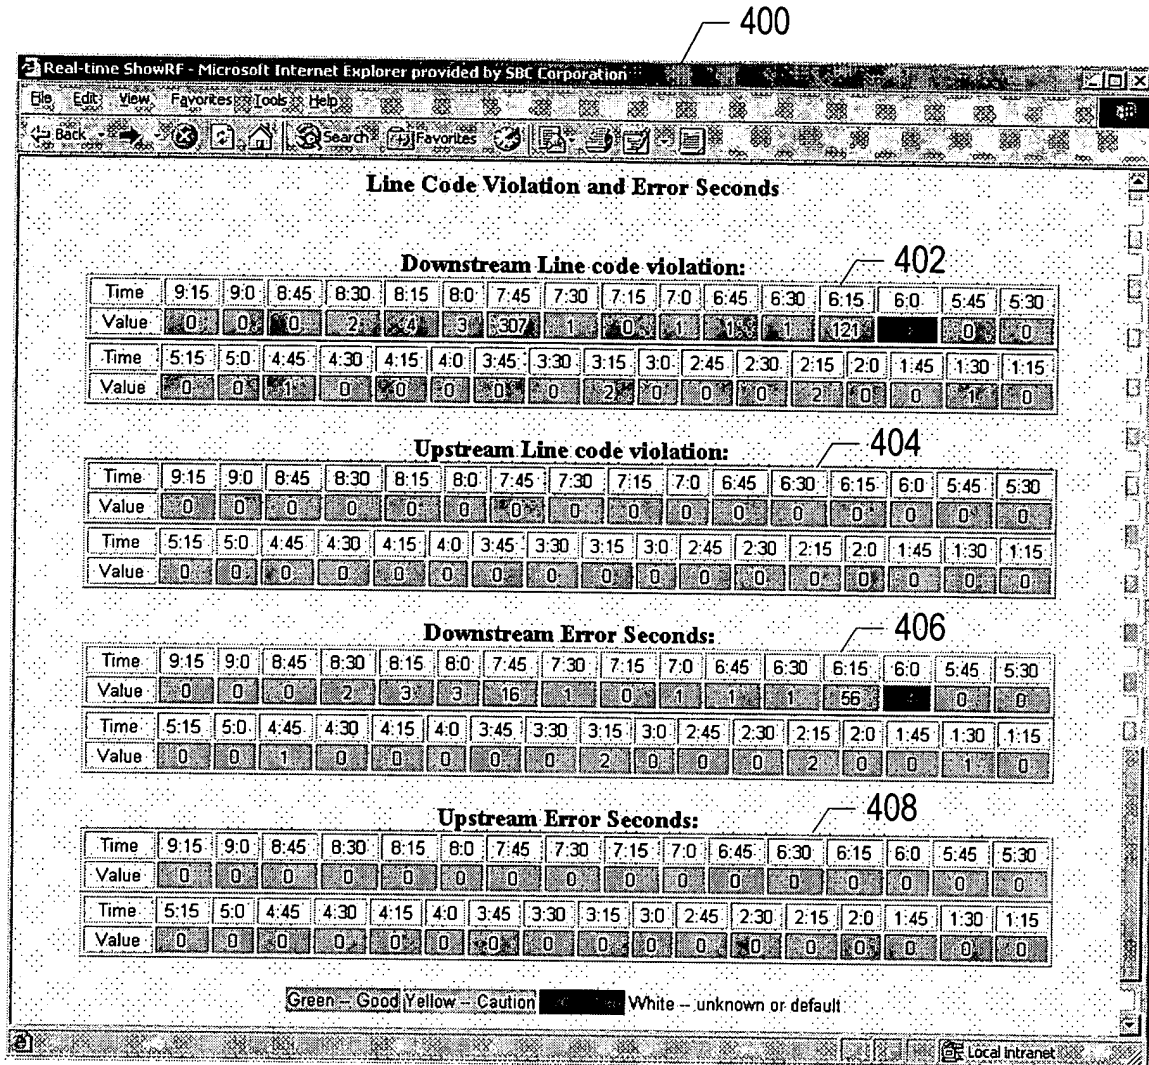 400
Real-time ShowRF - Microsoft Internet Explorer provided by SBC Corporation
File Edit View Favorites Tools Help
Back Search Favorites
Line Code Violation and Error Seconds
Downstream Line code violation:
402
Time 9:15 9:0 8:45 8:30 8:15 8:0 7:45 7:30 7:15 7:0 6:45 6:30 6:15 6:0 5:45 5:30
Value 0 0 0 2 4 3 307 1 0 1 1 1 121 0 0
Time 5:15 5:0 4:45 4:30 4:15 4:0 3:45 3:30 3:15 3:0 2:45 2:30 2:15 2:0 1:45 1:30 1:15
Value 0 0 1 0 0 0 0 0 2 0 0 0 2 0 0 1 0
Upstream Line code violation:
404
Time 9:15 9:0 8:45 8:30 8:15 8:0 7:45 7:30 7:15 7:0 6:45 6:30 6:15 6:0 5:45 5:30
Value 0 0 0 0 0 0 0 0 0 0 0 0 0 0 0 0
Time 5:15 5:0 4:45 4:30 4:15 4:0 3:45 3:30 3:15 3:0 2:45 2:30 2:15 2:0 1:45 1:30 1:15
Value 0 0 0 0 0 0 0 0 0 0 0 0 0 0 0 0 0
Downstream Error Seconds:
406
Time 9:15 9:0 8:45 8:30 8:15 8:0 7:45 7:30 7:15 7:0 6:45 6:30 6:15 6:0 5:45 5:30
Value 0 0 0 2 3 3 16 1 0 1 1 1 56 0 0
Time 5:15 5:0 4:45 4:30 4:15 4:0 3:45 3:30 3:15 3:0 2:45 2:30 2:15 2:0 1:45 1:30 1:15
Value 0 0 1 0 0 0 0 0 2 0 0 0 2 0 0 1 0
Upstream Error Seconds:
408
Time 9:15 9:0 8:45 8:30 8:15 8:0 7:45 7:30 7:15 7:0 6:45 6:30 6:15 6:0 5:45 5:30
Value 0 0 0 0 0 0 0 0 0 0 0 0 0 0 0 0
Time 5:15 5:0 4:45 4:30 4:15 4:0 3:45 3:30 3:15 3:0 2:45 2:30 2:15 2:0 1:45 1:30 1:15
Value 0 0 0 0 0 0 0 0 0 0 0 0 0 0 0 0 0
Green -- Good Yellow -- Caution White -- unknown or default
Local intranet